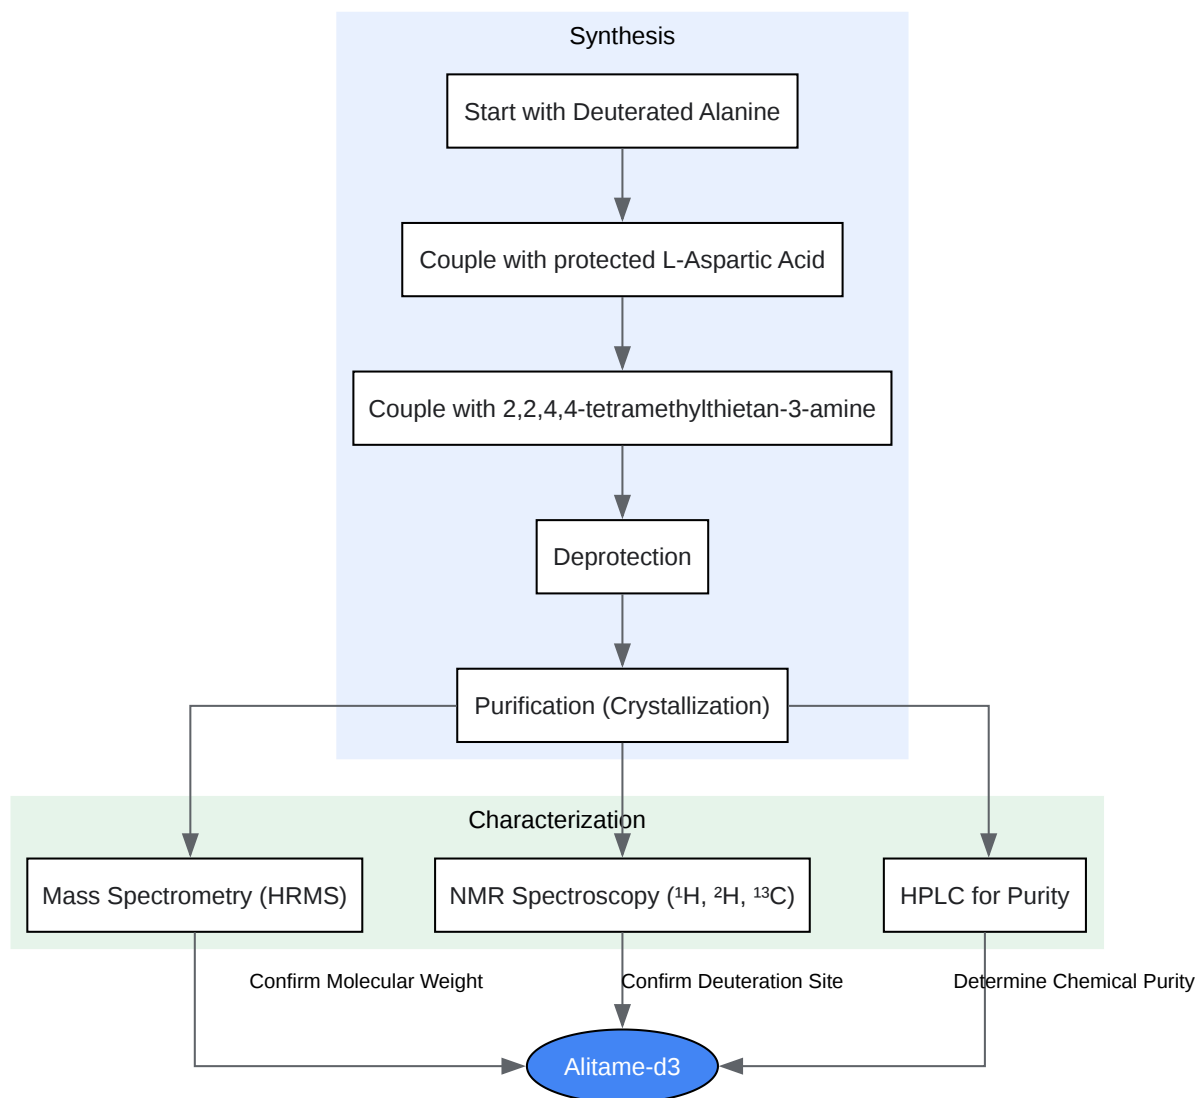 Synthesis
Start with Deuterated Alanine
Couple with protected L-Aspartic Acid
Couple with 2,2,4,4-tetramethylthietan-3-amine
Deprotection
Purification (Crystallization)
Characterization
Mass Spectrometry (HRMS)
NMR Spectroscopy (¹H, ²H, ¹³C)
HPLC for Purity
Confirm Molecular Weight
Confirm Deuteration Site
Determine Chemical Purity
Alitame-d3